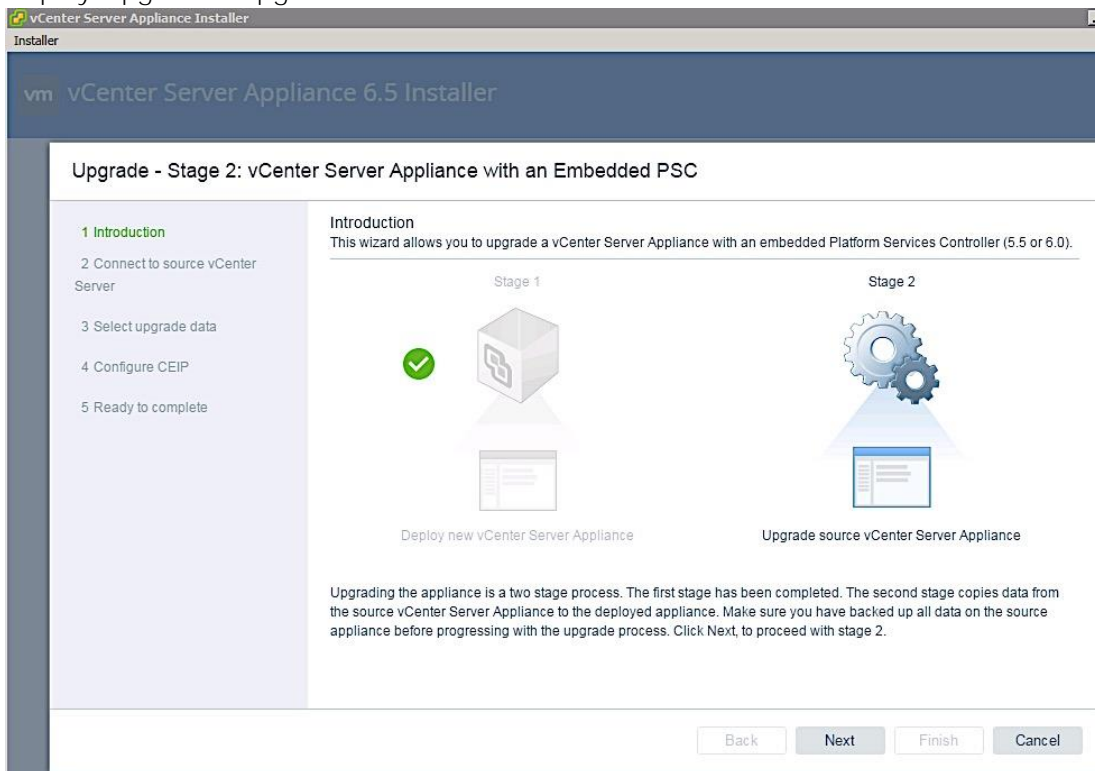 vCenter Server Appliance Installer
Installer
vm vCenter Server Appliance 6.5 Installer
Upgrade - Stage 2: vCenter Server Appliance with an Embedded PSC
1 Introduction
2 Connect to source vCenter
Server
3 Select upgrade data
4 Configure CEIP
5 Ready to complete
Introduction
This wizard allows you to upgrade a vCenter Server Appliance with an embedded Platform Services Controller (5.5 or 6.0).
Stage 1
Stage 2
Deploy new vCenter Server Appliance
Upgrade source vCenter Server Appliance
Upgrading the appliance is a two stage process. The first stage has been completed. The second stage copies data from
the source vCenter Server Appliance to the deployed appliance. Make sure you have backed up all data on the source
appliance before progressing with the upgrade process. Click Next, to proceed with stage 2.
Back
Next
Finish
Cancel